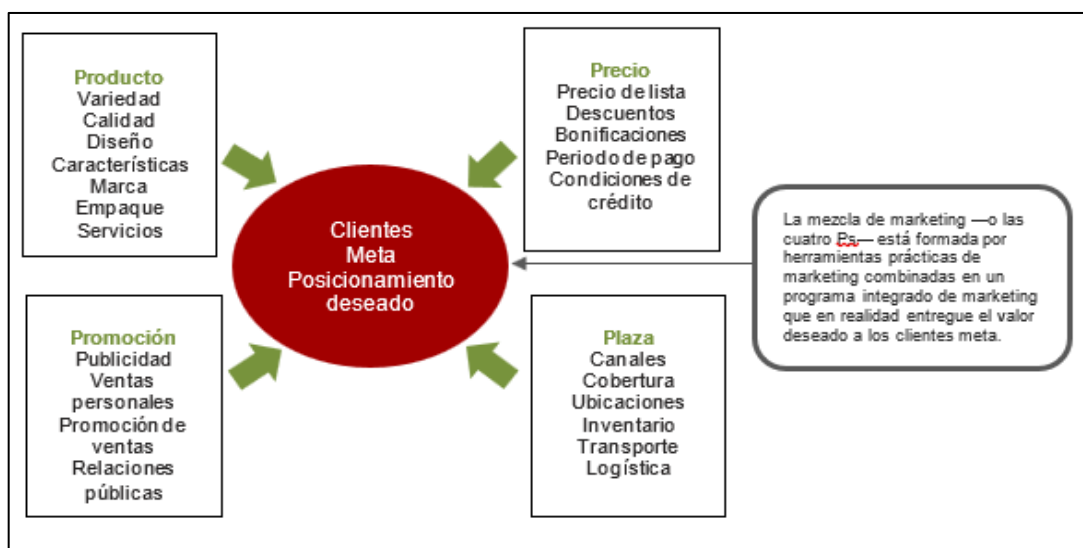 Producto
Variedad
Calidad
Diseño
Características
Marca
Empaque
Servicios
Precio
Precio de lista
Descuentos
Bonificaciones
Periodo de pago
Condiciones de
crédito
Clientes
Meta
Posicionamiento
deseado
La mezcla de marketing —o las
cuatro Ps— está formada por
herramientas prácticas de
marketing combinadas en un
programa integrado de marketing
que en realidad entregue el valor
deseado a los clientes meta.
Promoción
Publicidad
Ventas
personales
Promoción de
ventas
Relaciones
públicas
Plaza
Canales
Cobertura
Ubicaciones
Inventario
Transporte
Logística